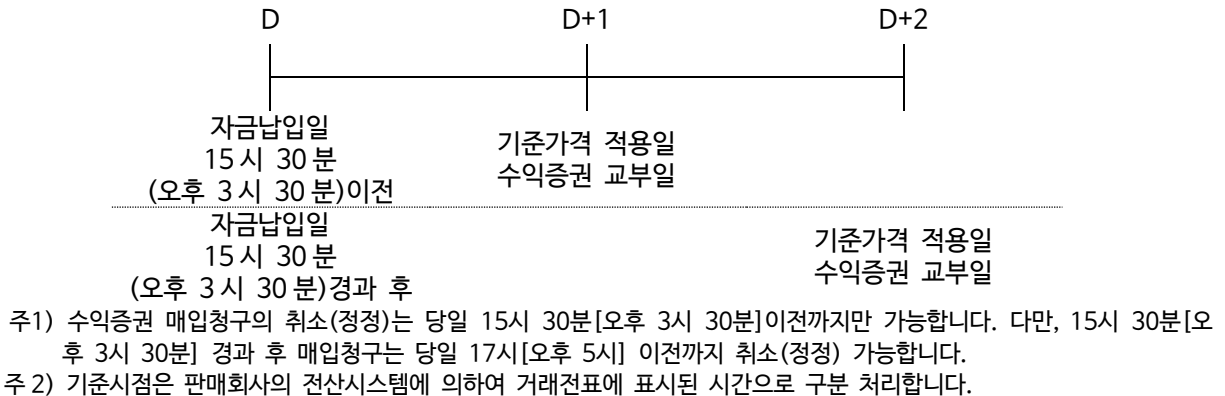 D D+1 D+2
자금납입일
15시 30분
(오후 3시 30분)이전
기준가격 적용일
수익증권 교부일
자금납입일
15시 30분
(오후 3시 30분)경과 후
기준가격 적용일
수익증권 교부일
주1) 수익증권 매입청구의 취소(정정)는 당일 15시 30분[오후 3시 30분]이전까지만 가능합니다. 다만, 15시 30분[오
후 3시 30분] 경과 후 매입청구는 당일 17시[오후 5시] 이전까지 취소(정정) 가능합니다.
주 2) 기준시점은 판매회사의 전산시스템에 의하여 거래전표에 표시된 시간으로 구분 처리합니다.